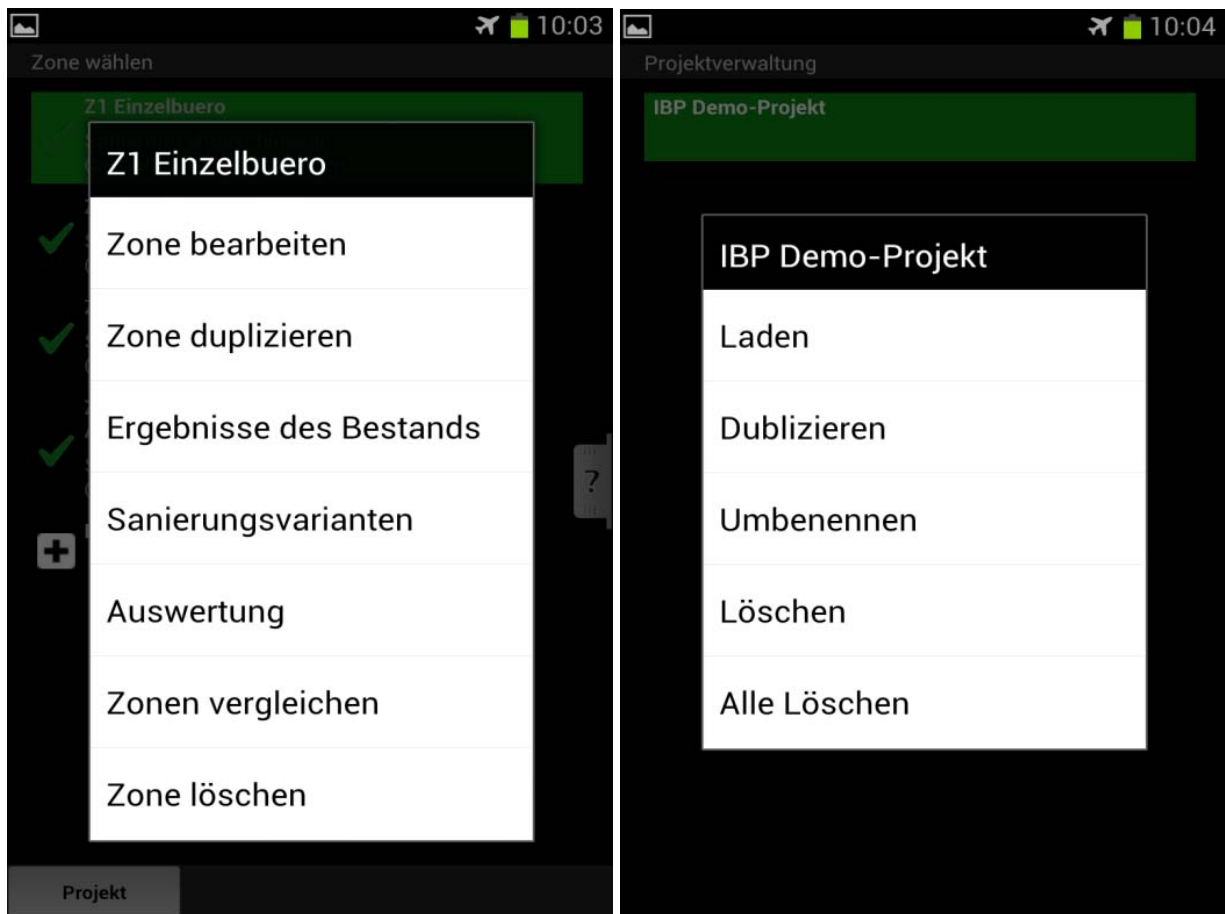 10:03
Zone wählen
Z1 Einzelbuero
Z1 Einzelbuero
Zone bearbeiten
Zone duplizieren
Ergebnisse des Bestands
Sanierungsvarianten
Auswertung
Zonen vergleichen
Zone löschen
?
Projekt
10:04
Projektverwaltung
IBP Demo-Projekt
IBP Demo-Projekt
Laden
Dublizieren
Umbenennen
Löschen
Alle Löschen